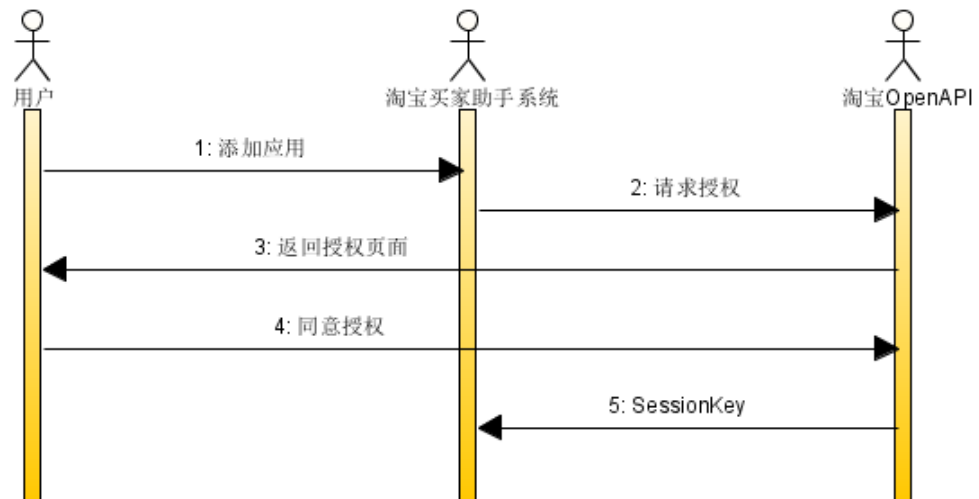 用户
淘宝买家助手系统
淘宝OpenAPI
1: 添加应用
2: 请求授权
3: 返回授权页面
4: 同意授权
5: SessionKey